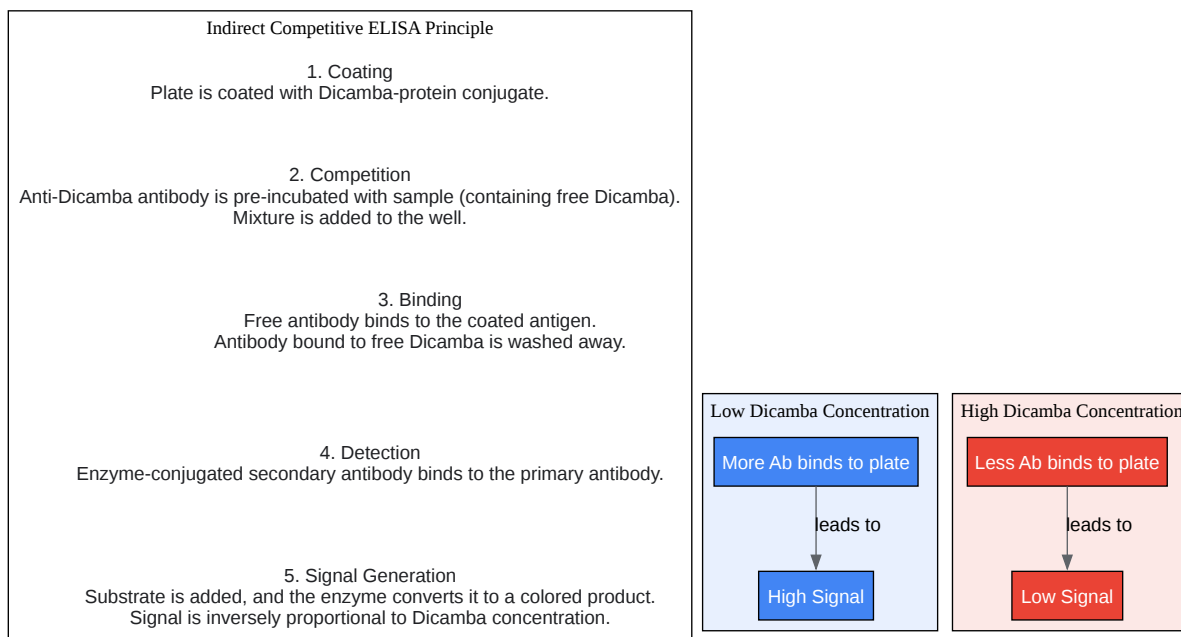 Indirect Competitive ELISA Principle
1. Coating
Plate is coated with Dicamba-protein conjugate.
2. Competition
Anti-Dicamba antibody is pre-incubated with sample (containing free Dicamba).
Mixture is added to the well.
3. Binding
Free antibody binds to the coated antigen.
Antibody bound to free Dicamba is washed away.
4. Detection
Enzyme-conjugated secondary antibody binds to the primary antibody.
5. Signal Generation
Substrate is added, and the enzyme converts it to a colored product.
Signal is inversely proportional to Dicamba concentration.
Low Dicamba Concentration
More Ab binds to plate
leads to
High Signal
High Dicamba Concentration
Less Ab binds to plate
leads to
Low Signal